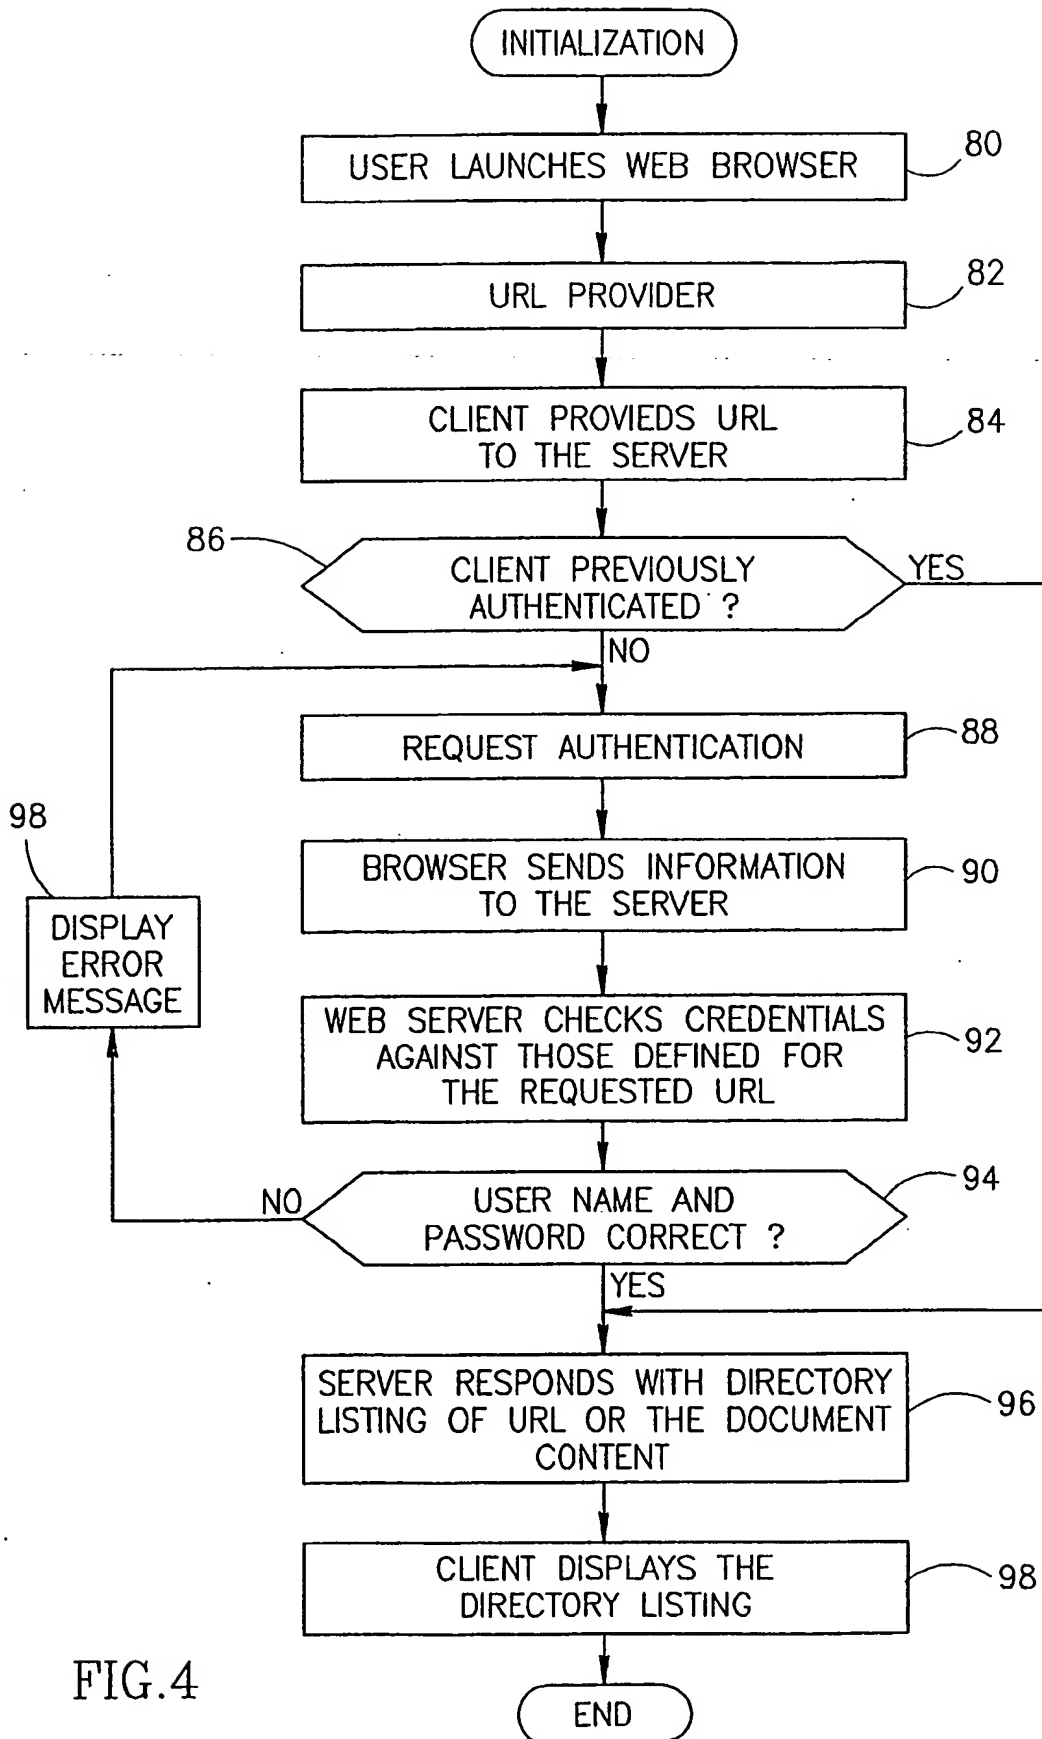 INITIALIZATION
USER LAUNCHES WEB BROWSER
80
URL PROVIDER
82
CLIENT PROVIEDS URL
TO THE SERVER
84
86
CLIENT PREVIOUSLY
AUTHENTICATED ?
YES
NO
REQUEST AUTHENTICATION
88
98
DISPLAY
ERROR
MESSAGE
BROWSER SENDS INFORMATION
TO THE SERVER
90
WEB SERVER CHECKS CREDENTIALS
AGAINST THOSE DEFINED FOR
THE REQUESTED URL
92
NO
USER NAME AND
PASSWORD CORRECT ?
94
YES
SERVER RESPONDS WITH DIRECTORY
LISTING OF URL OR THE DOCUMENT
CONTENT
96
CLIENT DISPLAYS THE
DIRECTORY LISTING
98
END
FIG.4